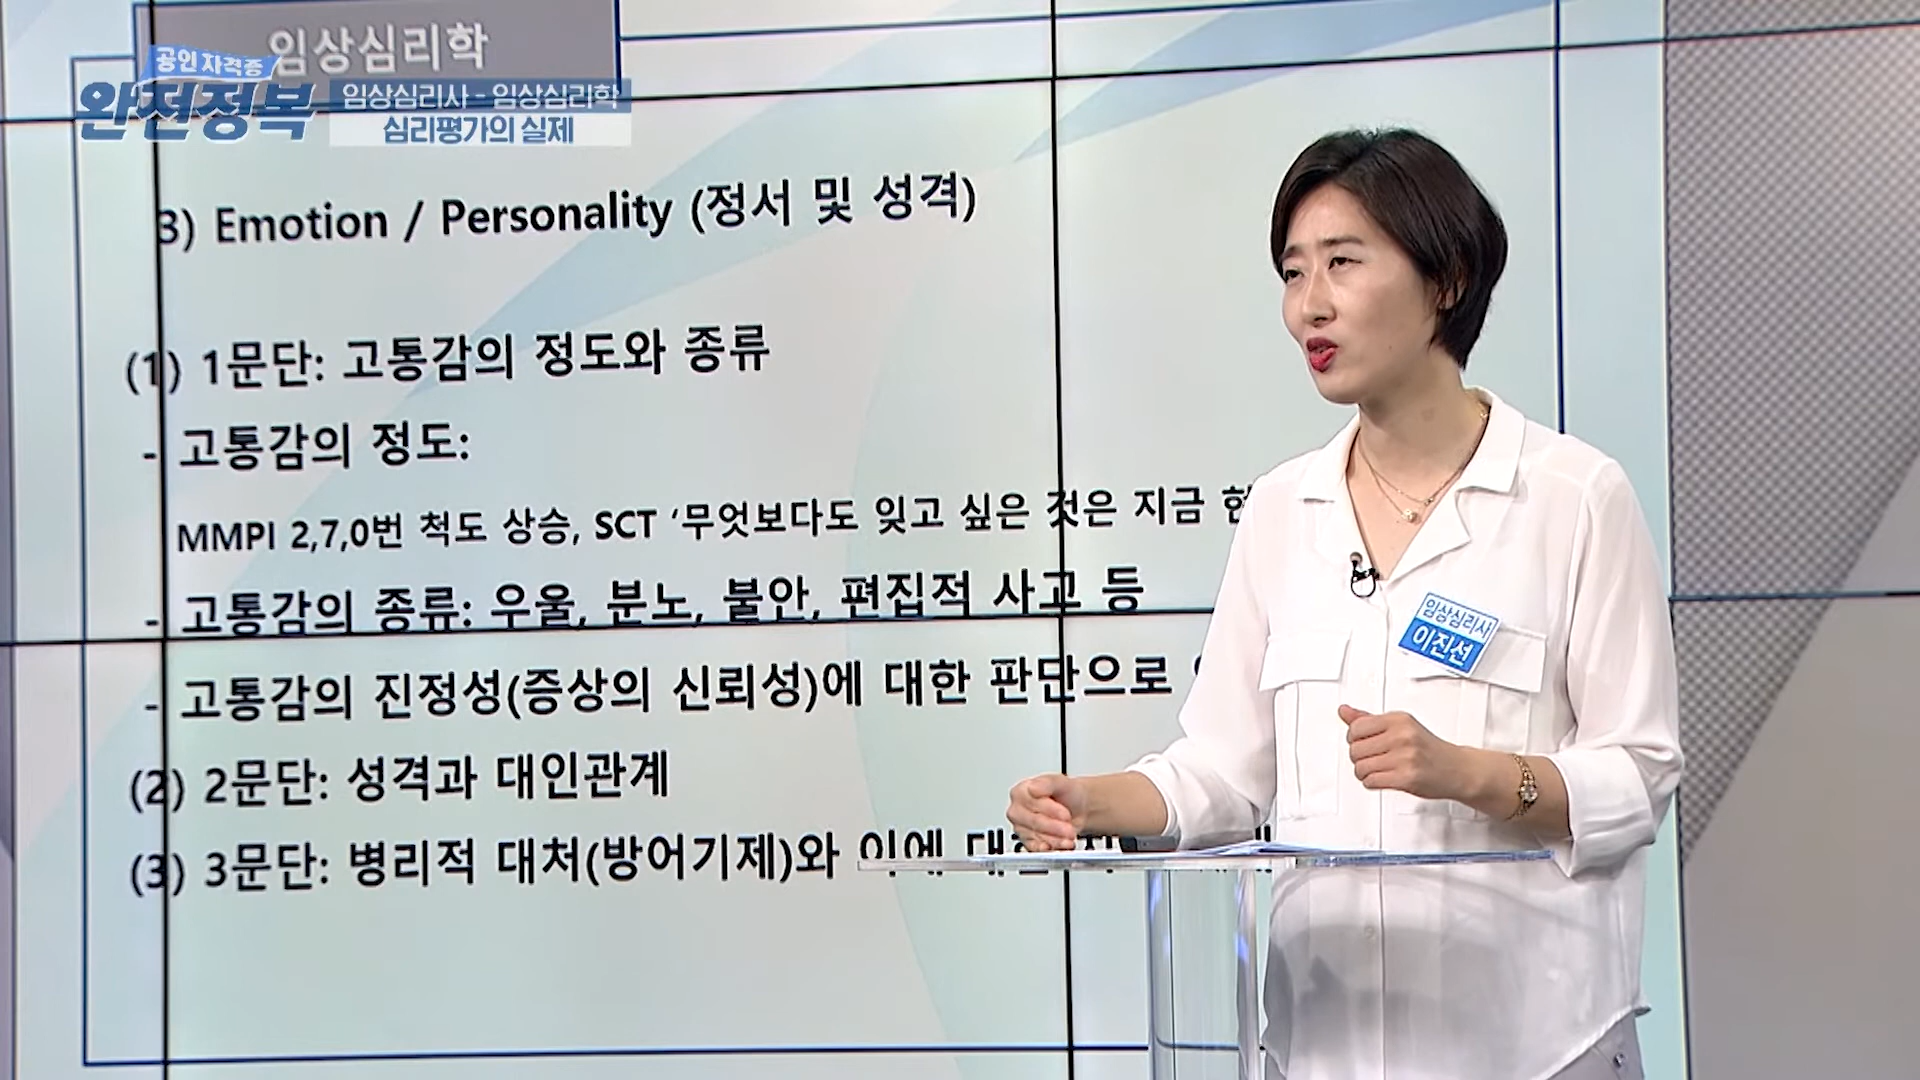 임상심리학
공인 자격증
완전정복
임상심리사 - 임상심리학
심리평가의 실제
3) Emotion / Personality (정서 및 성격)
(1) 1문단: 고통감의 정도와 종류
- 고통감의 정도:
MMPI 2,7,0번 척도 상승, SCT ‘무엇보다도 잊고 싶은 것은 지금
- 고통감의 종류: 우울, 분노, 불안, 편집적 사고 등
- 고통감의 진정성(증상의 신뢰성)에 대한 판단으로
(2) 2문단: 성격과 대인관계
(3) 3문단: 병리적 대처(방어기제)와 이에
임상심리사
이진선